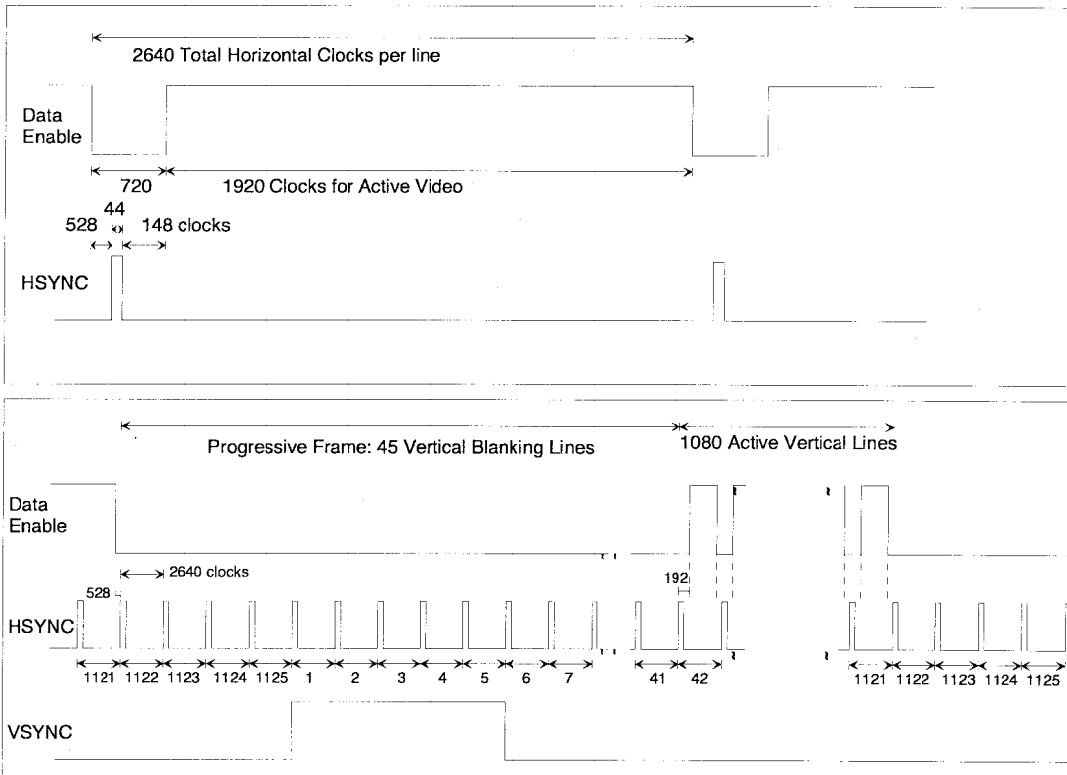 2640 Total Horizontal Clocks per line
Data
Enable
720
1920 Clocks for Active Video
44
528
148 clocks
HSYNC
Progressive Frame: 45 Vertical Blanking Lines
1080 Active Vertical Lines
Data
Enable
2640 clocks
192
528
HSYNC
1121 1122 1123 1124 1125 1 2 3 4 5 6 7 41 42 1121 1122 1123 1124 1125
VSYNC